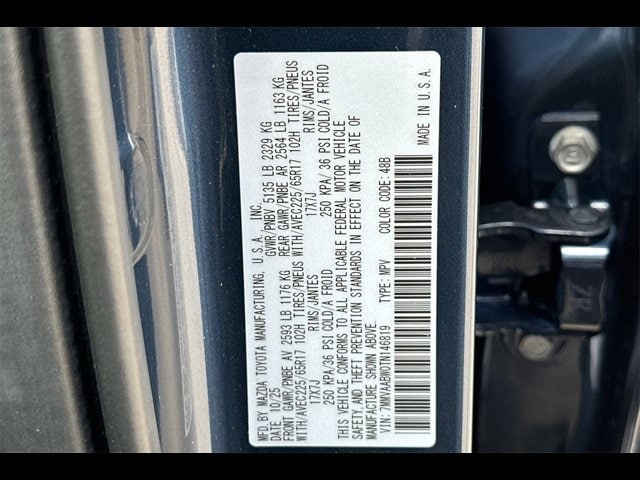 MFD.BY MAZDA TOYOTA MANUFACTURING, U.S.A., INC.
DATE 10/25 GVWR/PNBV 5135 LB 2329 KG
FRONT GAWR/PNBE AV 2593 LB 1176 KG REAR GAWR/PNBE AR 2564 LB 1163 KG
WITH/AVEC225/65R17 102H TIRES/PNEUS WITH/AVEC225/65R17 102H TIRES/PNEUS
17X7J RIMS/JANTES 17X7J RIMS/JANTES
250 KPA/36 PSI COLD/A FROID 250 KPA/ 36 PSI COLD/A FROID
THIS VEHICLE CONFORMS TO ALL APPLICABLE FEDERAL MOTOR VEHICLE
SAFETY, AND THEFT PREVENTION STANDARDS IN EFFECT ON THE DATE OF
MANUFACTURE SHOWN ABOVE.
VIN: 7MMVAABW0TN146819 TYPE: MPV COLOR CODE: 48B
MADE IN U.S.A.